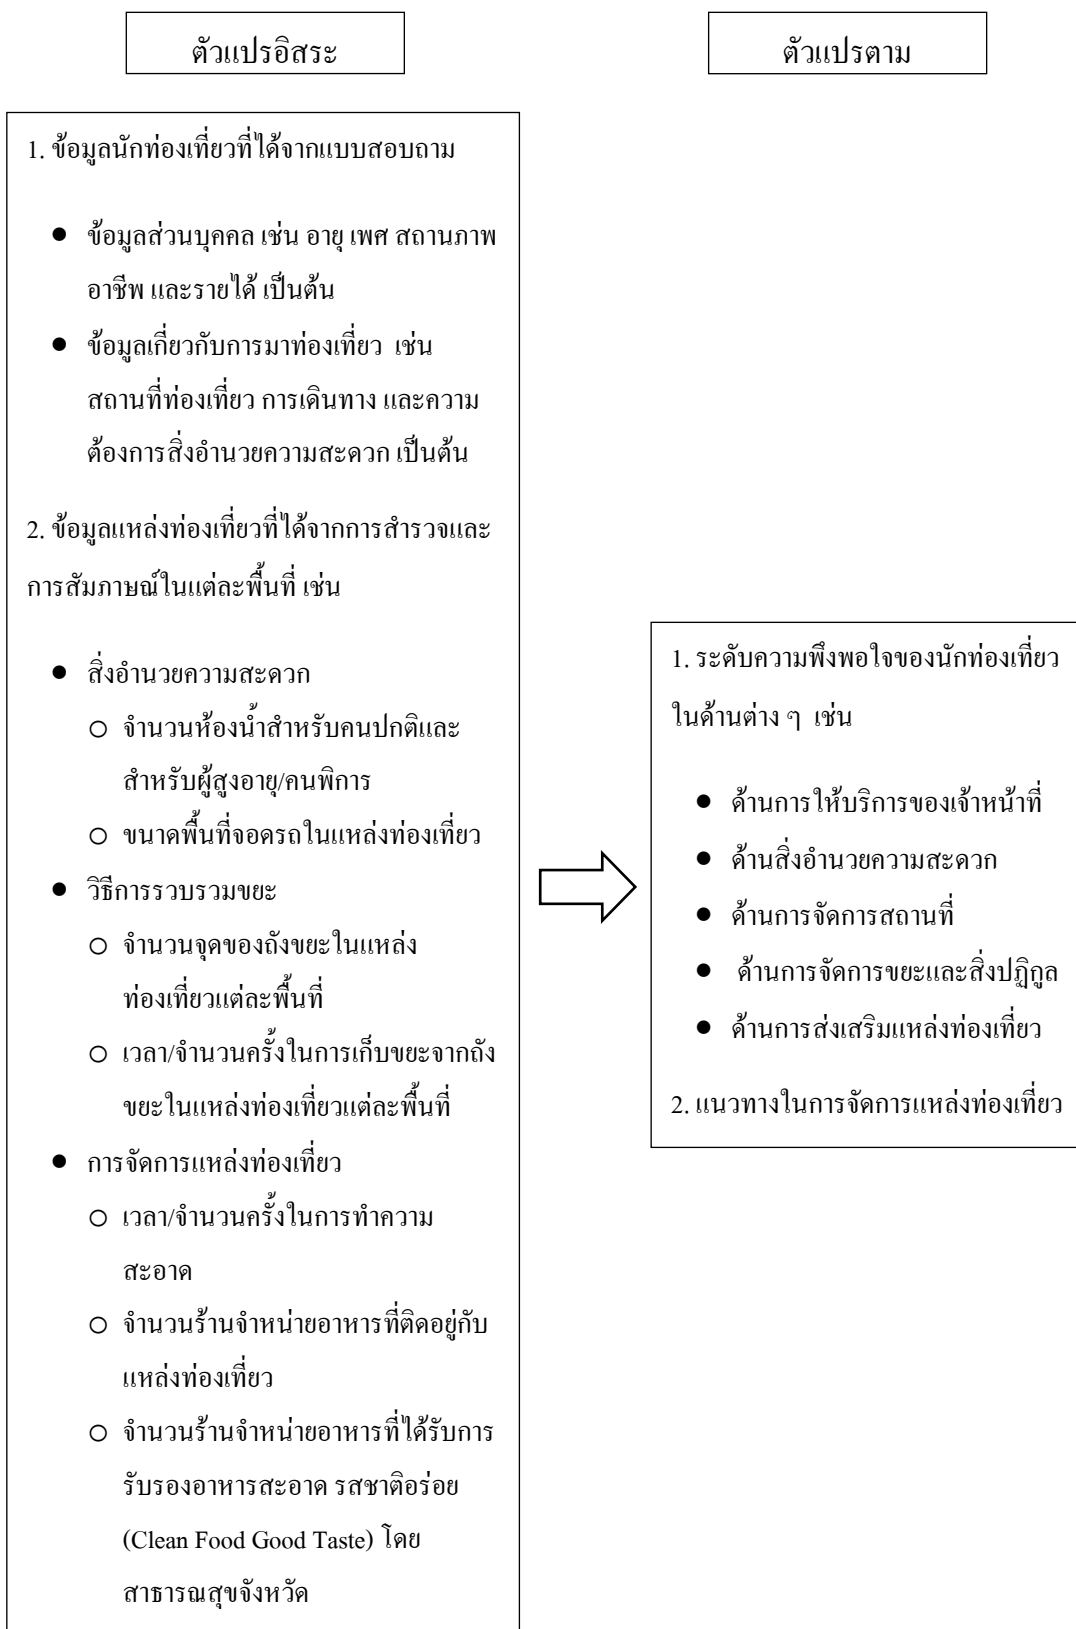 ตัวแปรอิสระ
ตัวแปรตาม
1. ข้อมูลนักท่องเที่ยวที่ได้จากแบบสอบถาม
● ข้อมูลส่วนบุคคล เช่น อายุ เพศ สถานภาพ
อาชีพ และรายได้ เป็นต้น
● ข้อมูลเกี่ยวกับการมาท่องเที่ยว เช่น
สถานที่ท่องเที่ยว การเดินทาง และความ
ต้องการสิ่งอำนวยความสะดวก เป็นต้น
2. ข้อมูลแหล่งท่องเที่ยวที่ได้จากการสำรวจและ
การสัมภาษณ์ในแต่ละพื้นที่ เช่น
● สิ่งอำนวยความสะดวก
○ จำนวนห้องน้ำสำหรับคนปกติและ
สำหรับผู้สูงอายุ/คนพิการ
○ ขนาดพื้นที่จอดรถในแหล่งท่องเที่ยว
● วิธีการรวบรวมขยะ
○ จำนวนจุดของถังขยะในแหล่ง
ท่องเที่ยวแต่ละพื้นที่
○ เวลา/จำนวนครั้งในการเก็บขยะจากถัง
ขยะในแหล่งท่องเที่ยวแต่ละพื้นที่
● การจัดการแหล่งท่องเที่ยว
○ เวลา/จำนวนครั้งในการทำความ
สะอาด
○ จำนวนร้านจำหน่ายอาหารที่ติดอยู่กับ
แหล่งท่องเที่ยว
○ จำนวนร้านจำหน่ายอาหารที่ได้รับการ
รับรองอาหารสะอาด รสชาติอร่อย
(Clean Food Good Taste) โดย
สาธารณสุขจังหวัด
1. ระดับความพึงพอใจของนักท่องเที่ยว
ในด้านต่าง ๆ เช่น
● ด้านการให้บริการของเจ้าหน้าที่
● ด้านสิ่งอำนวยความสะดวก
● ด้านการจัดการสถานที่
● ด้านการจัดการขยะและสิ่งปฏิกูล
● ด้านการส่งเสริมแหล่งท่องเที่ยว
2. แนวทางในการจัดการแหล่งท่องเที่ยว